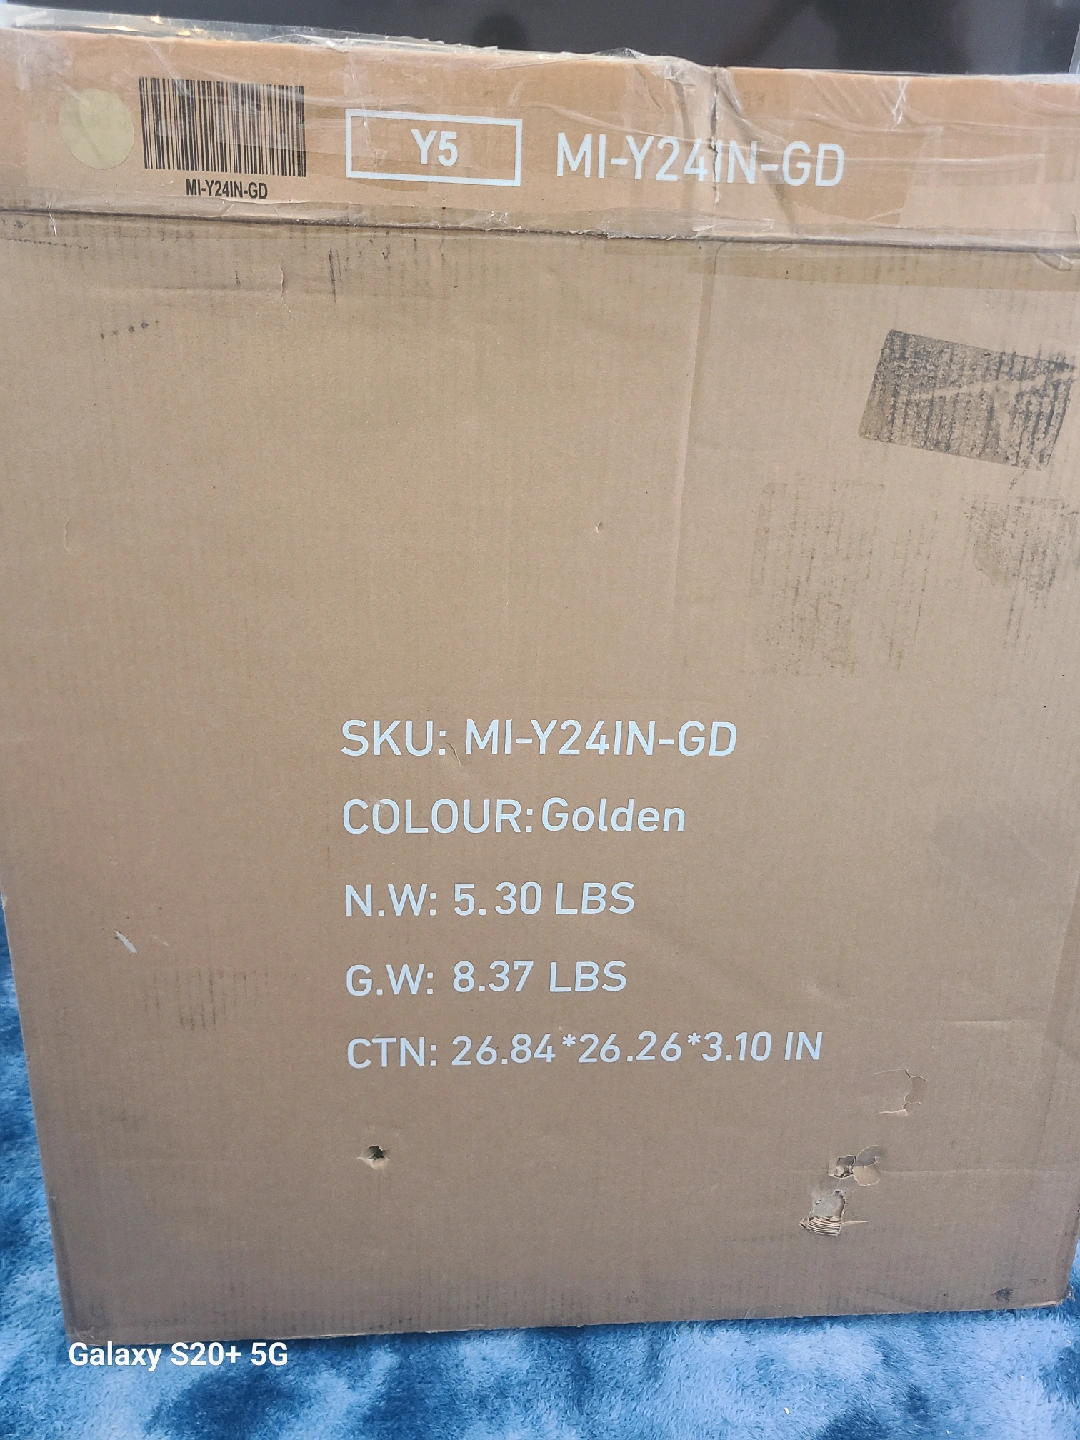 Y5
MI-Y24IN-GD
MI-Y24IN-GD
SKU: MI-Y24IN-GD
COLOUR: Golden
N.W: 5.30 LBS
G.W: 8.37 LBS
CTN: 26.84*26.26*3.10 IN
Galaxy S20+ 5G